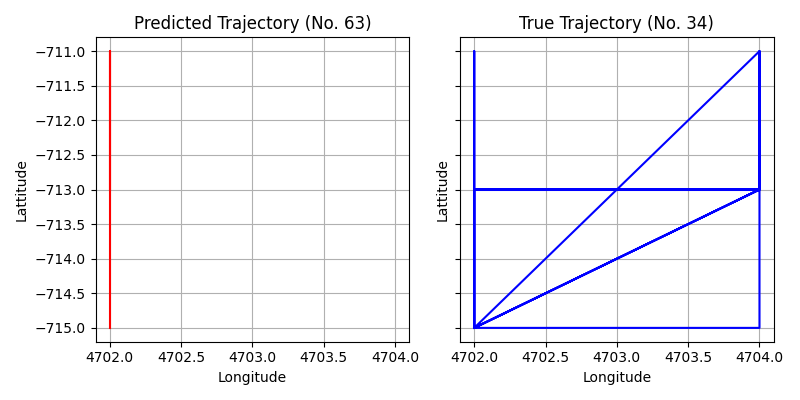 Predicted Trajectory (No. 63)
True Trajectory (No. 34)
−711.0
−711.5
−712.0
−712.5
−713.0
−713.5
−714.0
−714.5
−715.0
Lattitude
Lattitude
4702.0 4702.5 4703.0 4703.5 4704.0
4702.0 4702.5 4703.0 4703.5 4704.0
Longitude
Longitude